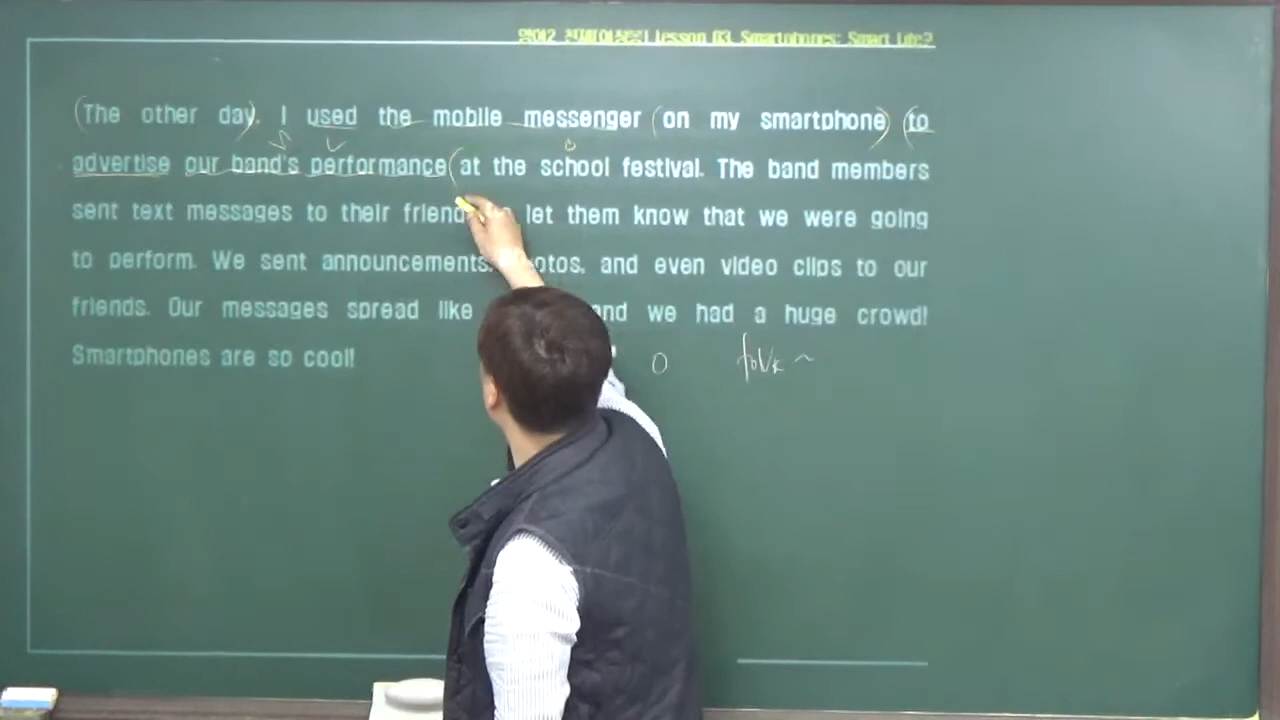 영어2 천재(이상붕) Lesson 03. Smartphones: Smart Life?
(The other day), I used the mobile messenger (on my smartphone) (to
S V O
advertise our band's performance (at the school festival. The band members
sent text messages to their friend let them know that we were going
to perform. We sent announcements, photos, and even video clips to our
friends. Our messages spread like and we had a huge crowd!
Smartphones are so cool!
O